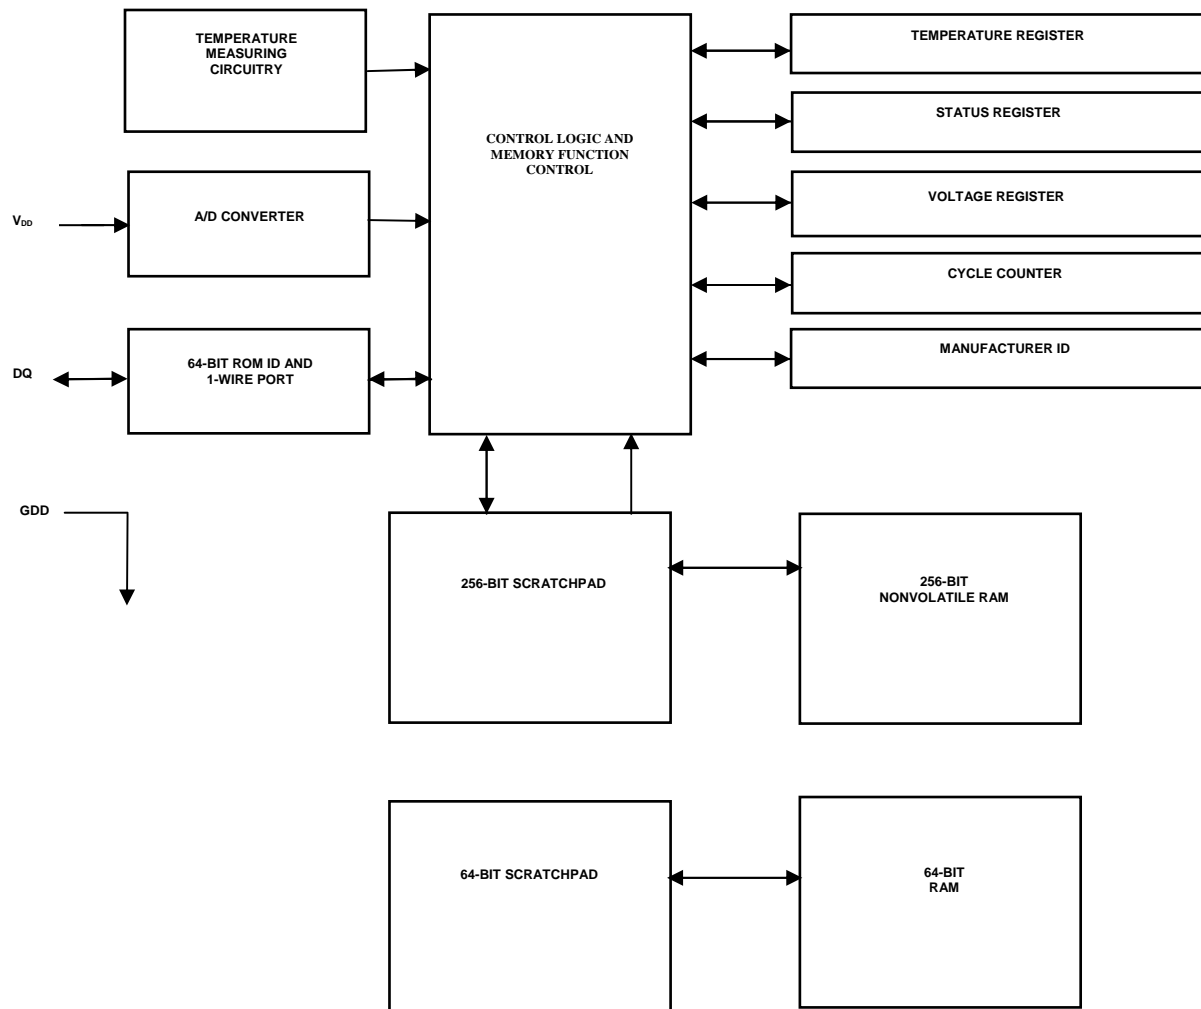 TEMPERATURE
MEASURING
CIRCUITRY
TEMPERATURE REGISTER
STATUS REGISTER
CONTROL LOGIC AND
MEMORY FUNCTION
CONTROL
VOLTAGE REGISTER
VDD
A/D CONVERTER
CYCLE COUNTER
MANUFACTURER ID
DQ
64-BIT ROM ID AND
1-WIRE PORT
GDD
256-BIT SCRATCHPAD
256-BIT
NONVOLATILE RAM
64-BIT SCRATCHPAD
64-BIT
RAM